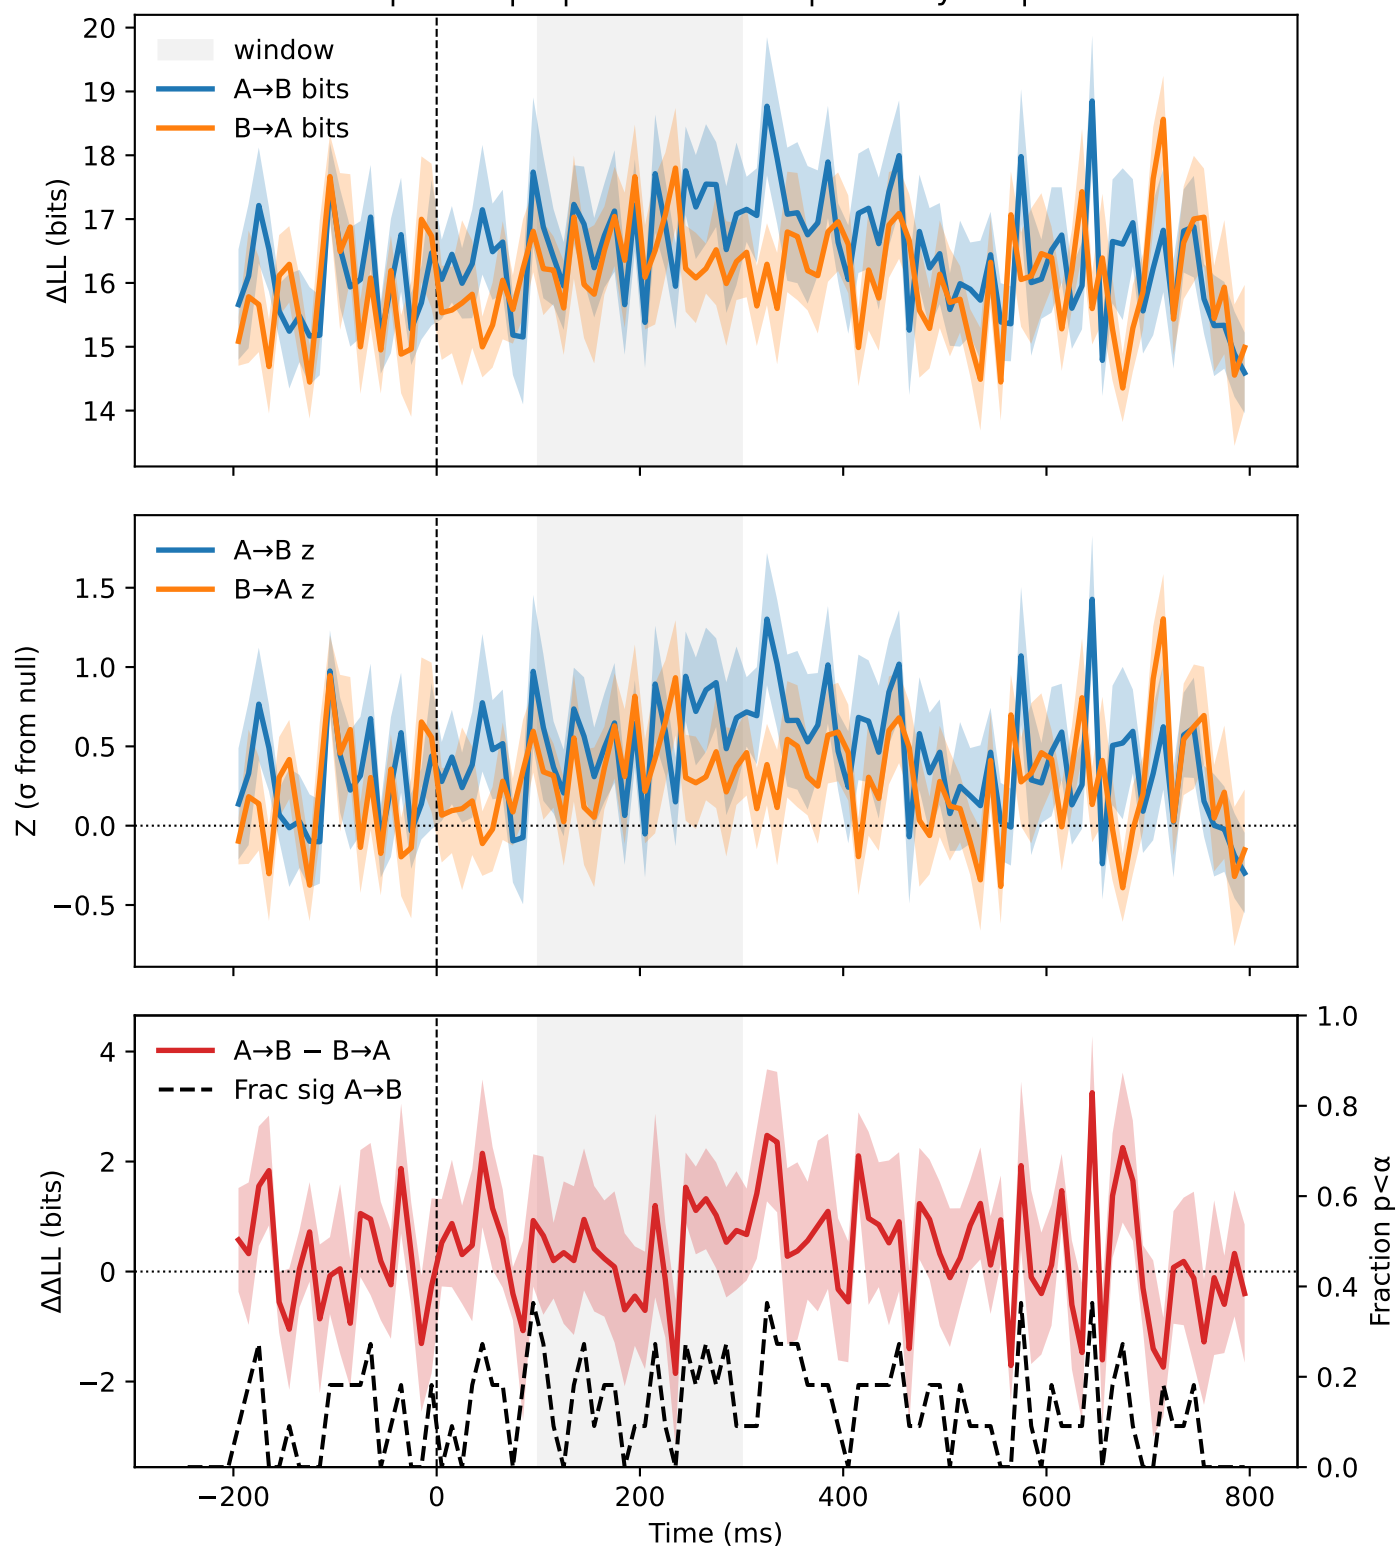 20
19
18
17
16
15
14
ΔLL (bits)
window
A→B bits
B→A bits
1.5
1.0
0.5
0.0
−0.5
Z (σ from null)
A→B z
B→A z
4
2
0
−2
ΔΔLL (bits)
A→B − B→A
Frac sig A→B
1.0
0.8
0.6
0.4
0.2
0.0
Fraction p<α
−200 0 200 400 600 800
Time (ms)